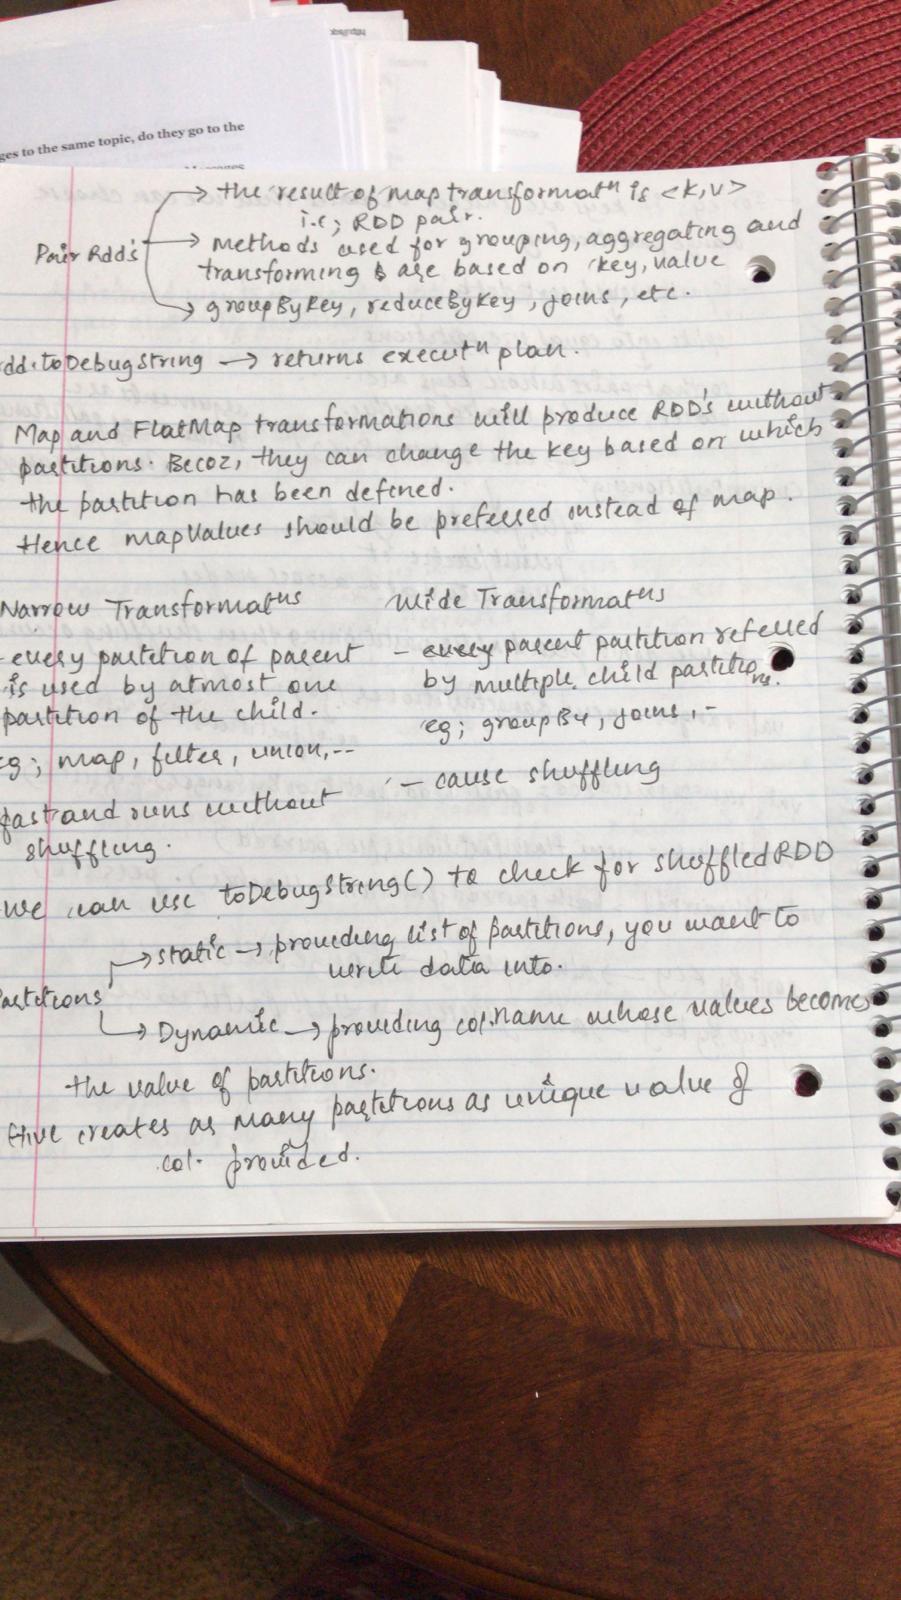 ges to the same topic, do they go to the
→ the result of map transformatⁿ is <K,V>
i.e; RDD pair.
Pair Rdd's → methods used for grouping, aggregating and
transforming are based on key, value
→ groupByKey, reduceByKey, joins, etc.
rdd.toDebugString → returns executⁿ plan.
Map and FlatMap transformations will produce RDD's without
partitions. Becoz, they can change the key based on which
the partition has been defined.
Hence mapValues should be preferred instead of map.
Narrow Transformatⁿs
- every partition of parent
is used by atmost one
partition of the child.
eg; map, filter, union,--
fast and runs without
shuffling.
Wide Transformatⁿs
- every parent partition referred
by multiple child partitions.
eg; groupBy, joins,-
- cause shuffling
We can use toDebugString() to check for shuffledRDD
Partitions → static → providing list of partitions, you want to
write data into.
→ Dynamic → providing col.name whose values becomes
the value of partitions.
Hive creates as many partitions as unique value of
col. provided.